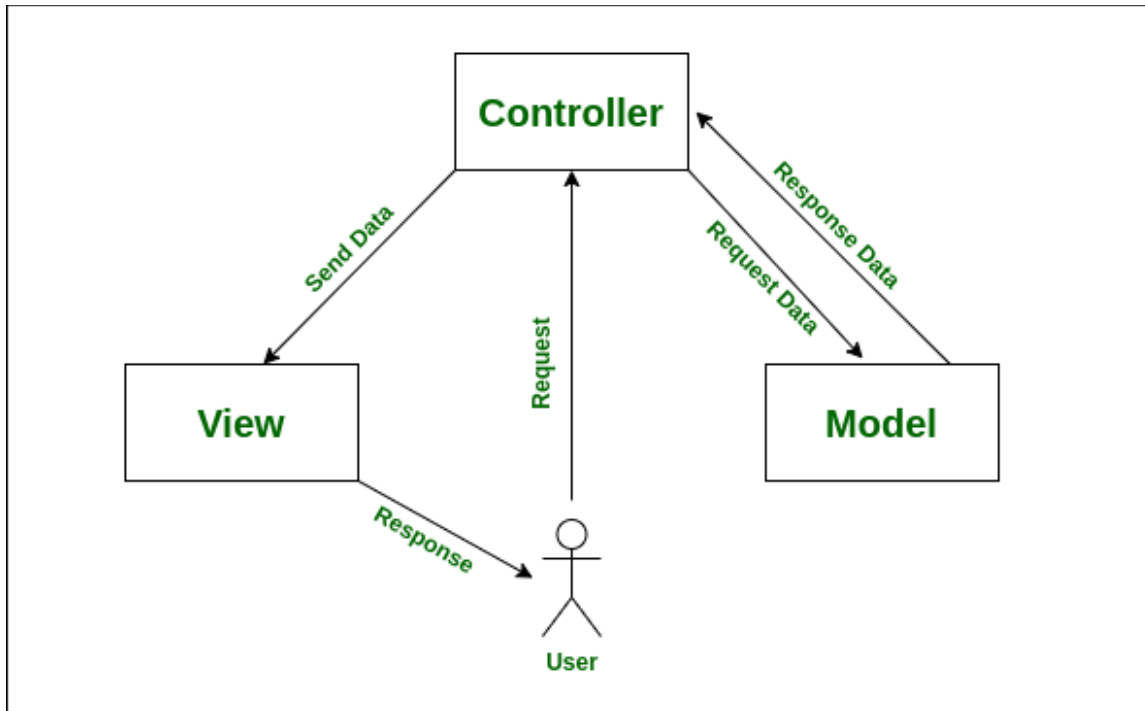 Controller
Send Data
Request
Request Data
Response Data
View
Model
Response
User